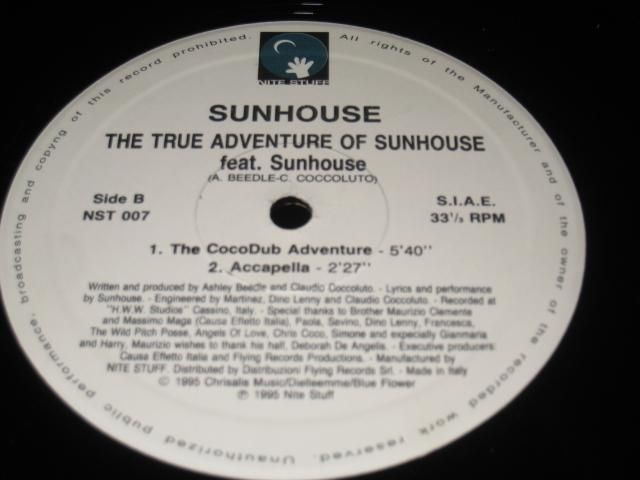 NITE STUFF
SUNHOUSE
THE TRUE ADVENTURE OF SUNHOUSE
feat. Sunhouse
(A. BEEDLE-C. COCCOLUTO)
Side B
NST 007
S.I.A.E.
33⅓ RPM
1. The CocoDub Adventure - 5'40"
2. Accapella - 2'27"
Written and produced by Ashley Beedle and Claudio Coccoluto. - Lyrics and performance
by Sunhouse. - Engineered by Martinez, Dino Lenny and Claudio Coccoluto. - Recorded at
"H.W.W. Studios" Cassino, Italy. - Special thanks to Brother Maurizio Clemente
and Massimo Mage (Causa Effetto Italia), Paola, Savino, Dino Lenny, Francesca,
The Wild Pitch Posse, Angels Of Love, Chris Coco, Simone and expecially Gianmaria
and Harry, Maurizio wishes to thank his half, Deborah De Angelis. - Executive producers:
Causa Effetto Italia and Flying Records Productions. - Manufactured by
NITE STUFF. Distributed by Distribuzioni Flying Records Srl. - Made in Italy
© 1995 Chrisalis Music/Dielleemme/Blue Flower
℗ 1995 Nite Stuff
All rights of the Manufacturer and of the owner of the recorded work reserved. Unauthorized public performance, broadcasting and copyng of this record prohibited.